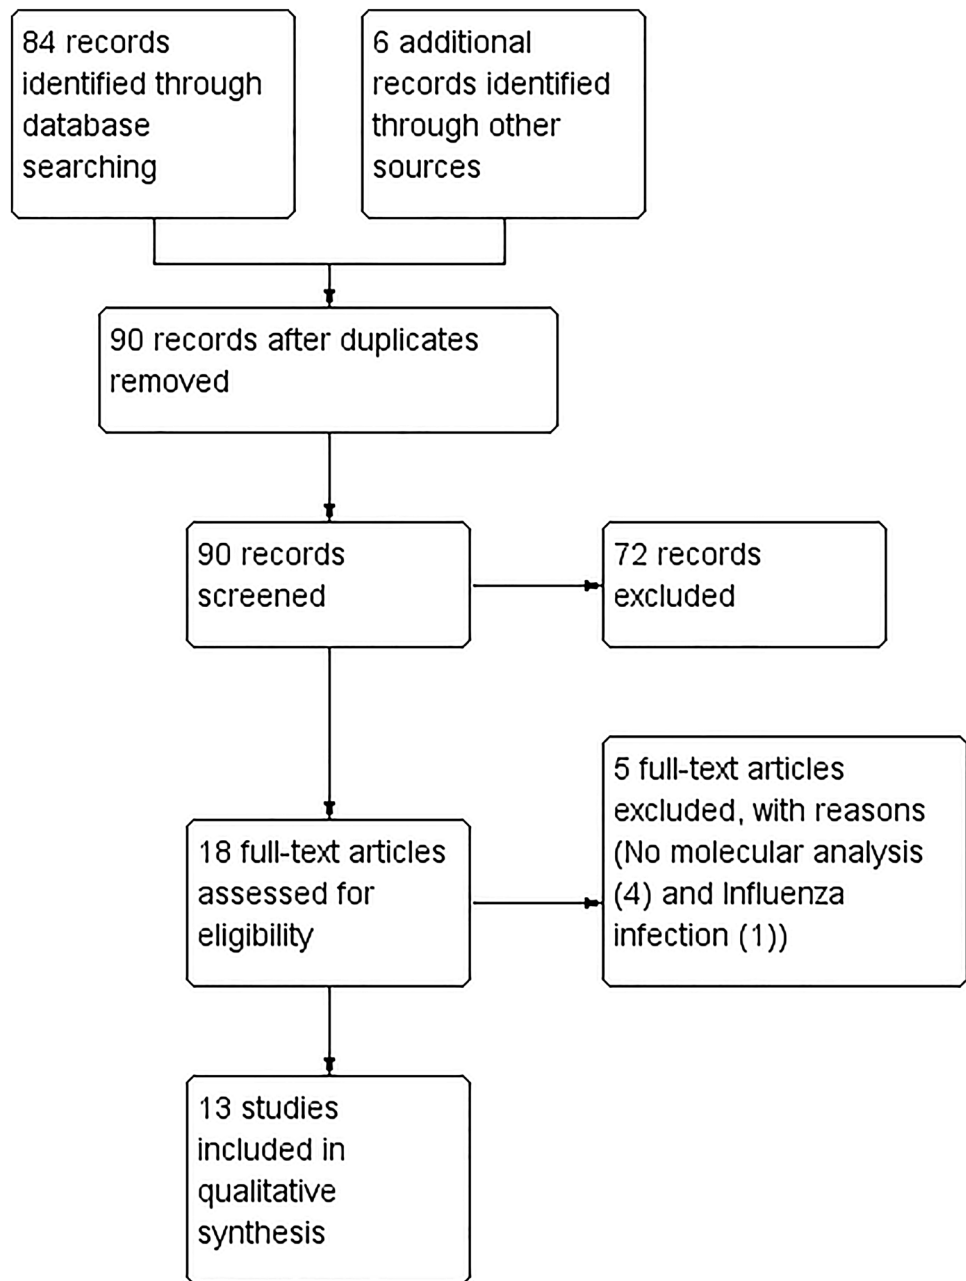 84 records
identified through
database
searching
6 additional
records identified
through other
sources
90 records after duplicates
removed
90 records
screened
72 records
excluded
18 full-text articles
assessed for
eligibility
5 full-text articles
excluded, with reasons
(No molecular analysis
(4) and Influenza
infection (1))
13 studies
included in
qualitative
synthesis